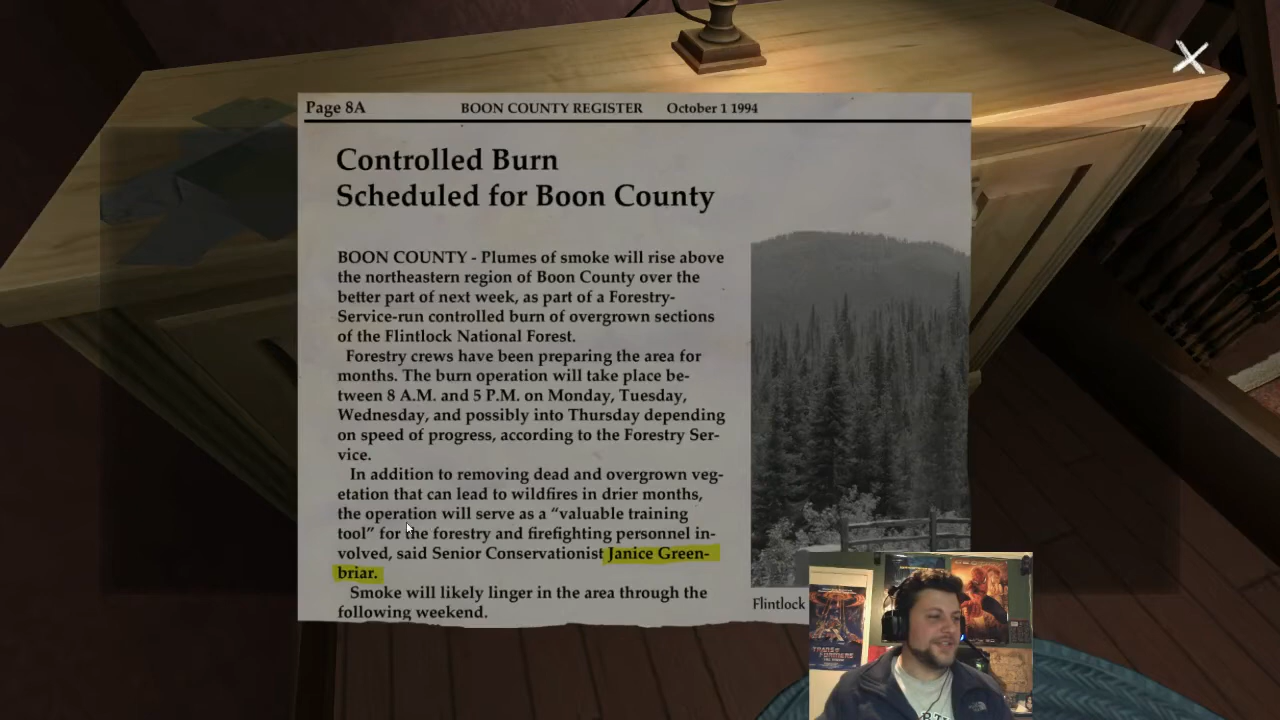 Page 8A BOON COUNTY REGISTER October 1 1994
Controlled Burn
Scheduled for Boon County
BOON COUNTY - Plumes of smoke will rise above
the northeastern region of Boon County over the
better part of next week, as part of a Forestry-
Service-run controlled burn of overgrown sections
of the Flintlock National Forest.
Forestry crews have been preparing the area for
months. The burn operation will take place be-
tween 8 A.M. and 5 P.M. on Monday, Tuesday,
Wednesday, and possibly into Thursday depending
on speed of progress, according to the Forestry Ser-
vice.
In addition to removing dead and overgrown veg-
etation that can lead to wildfires in drier months,
the operation will serve as a “valuable training
tool” for the forestry and firefighting personnel in-
volved, said Senior Conservationist Janice Green-
briar.
Smoke will likely linger in the area through the
following weekend.
Flintlock
TRANSFORMERS